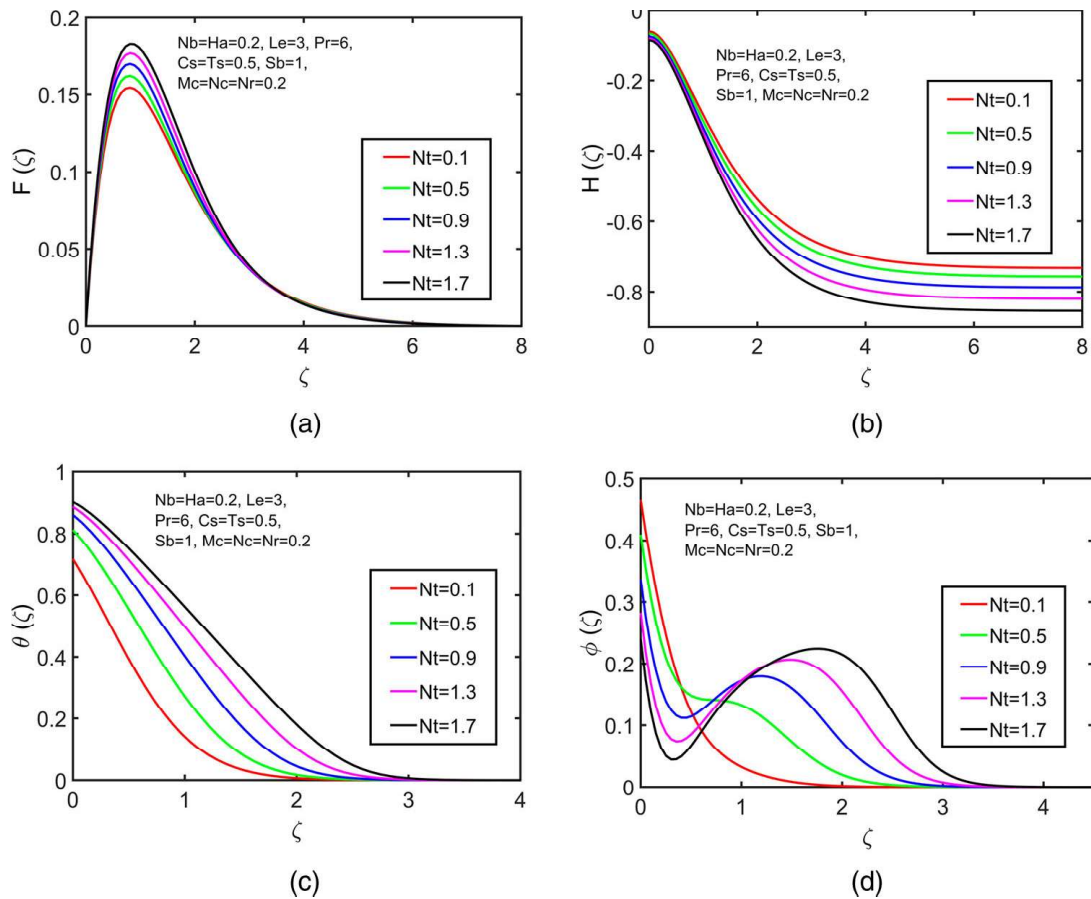 0.2
0.15
0.1
0.05
0
F (ζ)
Nb=Ha=0.2, Le=3, Pr=6,
Cs=Ts=0.5, Sb=1,
Mc=Nc=Nr=0.2
Nt=0.1
Nt=0.5
Nt=0.9
Nt=1.3
Nt=1.7
0 2 4 6 8
ζ
(a)
0
-0.2
-0.4
-0.6
-0.8
H (ζ)
Nb=Ha=0.2, Le=3,
Pr=6, Cs=Ts=0.5,
Sb=1, Mc=Nc=Nr=0.2
Nt=0.1
Nt=0.5
Nt=0.9
Nt=1.3
Nt=1.7
0 2 4 6 8
ζ
(b)
1
0.8
0.6
0.4
0.2
0
θ (ζ)
Nb=Ha=0.2, Le=3,
Pr=6, Cs=Ts=0.5,
Sb=1, Mc=Nc=Nr=0.2
Nt=0.1
Nt=0.5
Nt=0.9
Nt=1.3
Nt=1.7
0 1 2 3 4
ζ
(c)
0.5
0.4
0.3
0.2
0.1
0
ϕ (ζ)
Nb=Ha=0.2, Le=3,
Pr=6, Cs=Ts=0.5, Sb=1,
Mc=Nc=Nr=0.2
Nt=0.1
Nt=0.5
Nt=0.9
Nt=1.3
Nt=1.7
0 1 2 3 4
ζ
(d)